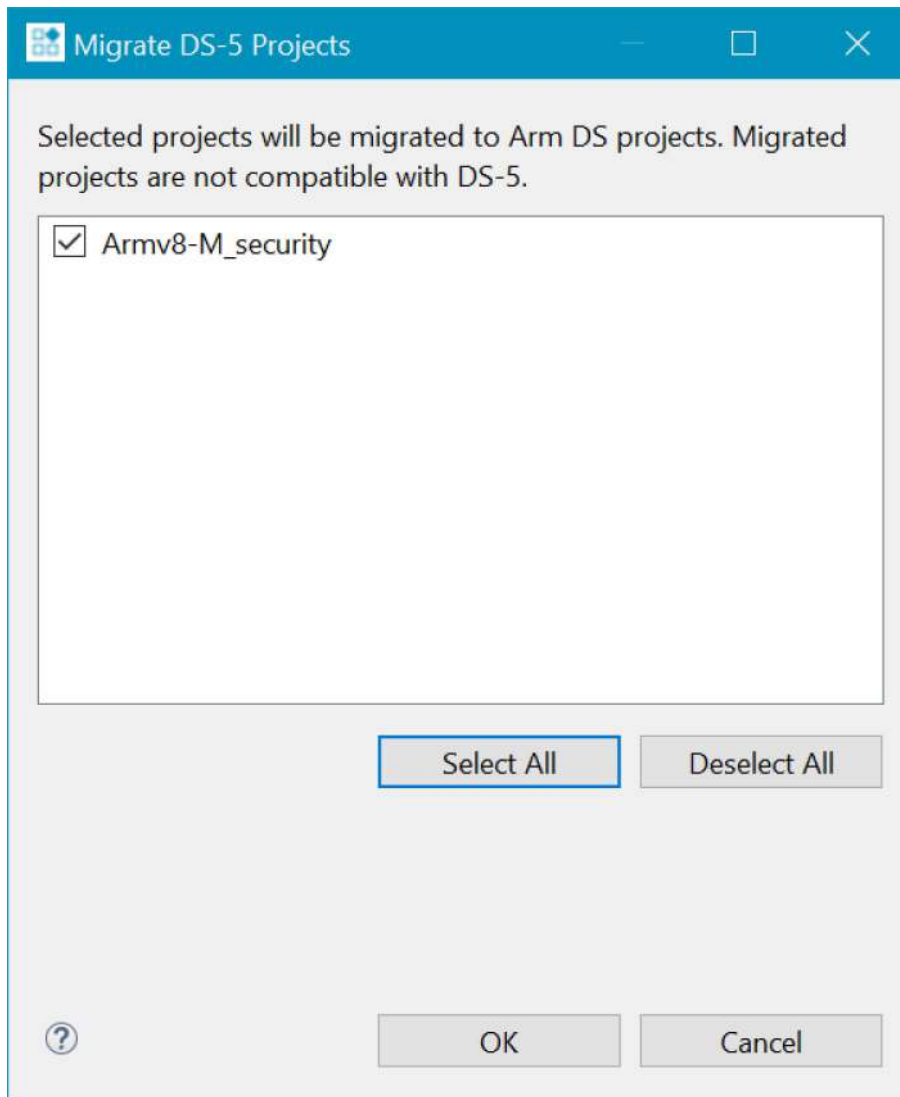 Migrate DS-5 Projects
Selected projects will be migrated to Arm DS projects. Migrated
projects are not compatible with DS-5.
Armv8-M_security
Select All
Deselect All
?
OK
Cancel